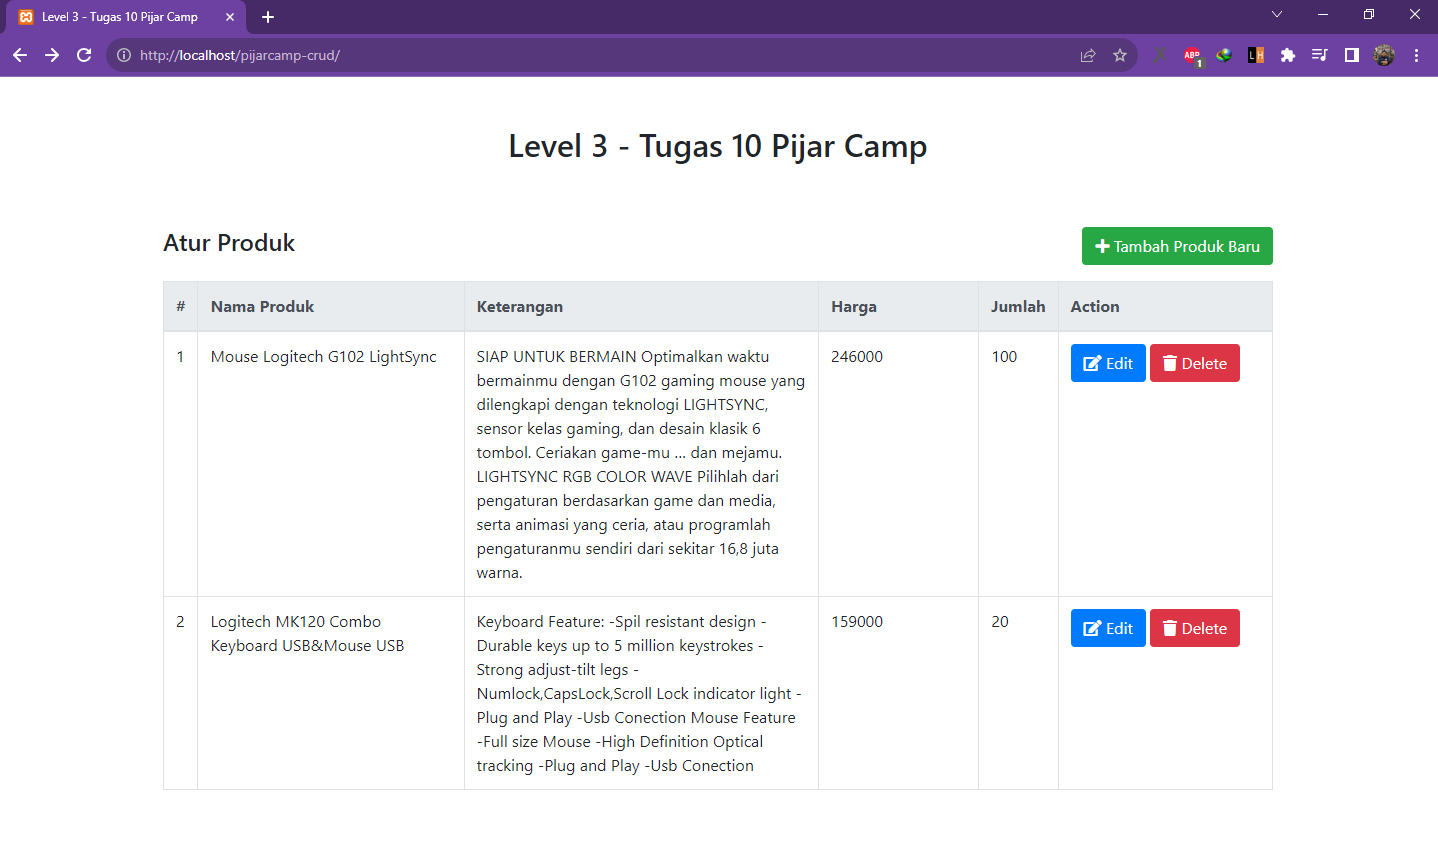 Level 3 - Tugas 10 Pijar Camp
http://localhost/pijarcamp-crud/
ABP
1
L H
Level 3 - Tugas 10 Pijar Camp
Atur Produk
Tambah Produk Baru
# Nama Produk Keterangan Harga Jumlah Action
1 Mouse Logitech G102 LightSync SIAP UNTUK BERMAIN Optimalkan waktu 246000 100 Edit Delete
bermainmu dengan G102 gaming mouse yang
dilengkapi dengan teknologi LIGHTSYNC,
sensor kelas gaming, dan desain klasik 6
tombol. Ceriakan game-mu ... dan mejamu.
LIGHTSYNC RGB COLOR WAVE Pilihlah dari
pengaturan berdasarkan game dan media,
serta animasi yang ceria, atau programlah
pengaturanmu sendiri dari sekitar 16,8 juta
warna.
2 Logitech MK120 Combo Keyboard Feature: -Spil resistant design - 159000 20 Edit Delete
Keyboard USB&Mouse USB Durable keys up to 5 million keystrokes -
Strong adjust-tilt legs -
Numlock,CapsLock,Scroll Lock indicator light -
Plug and Play -Usb Conection Mouse Feature
-Full size Mouse -High Definition Optical
tracking -Plug and Play -Usb Conection